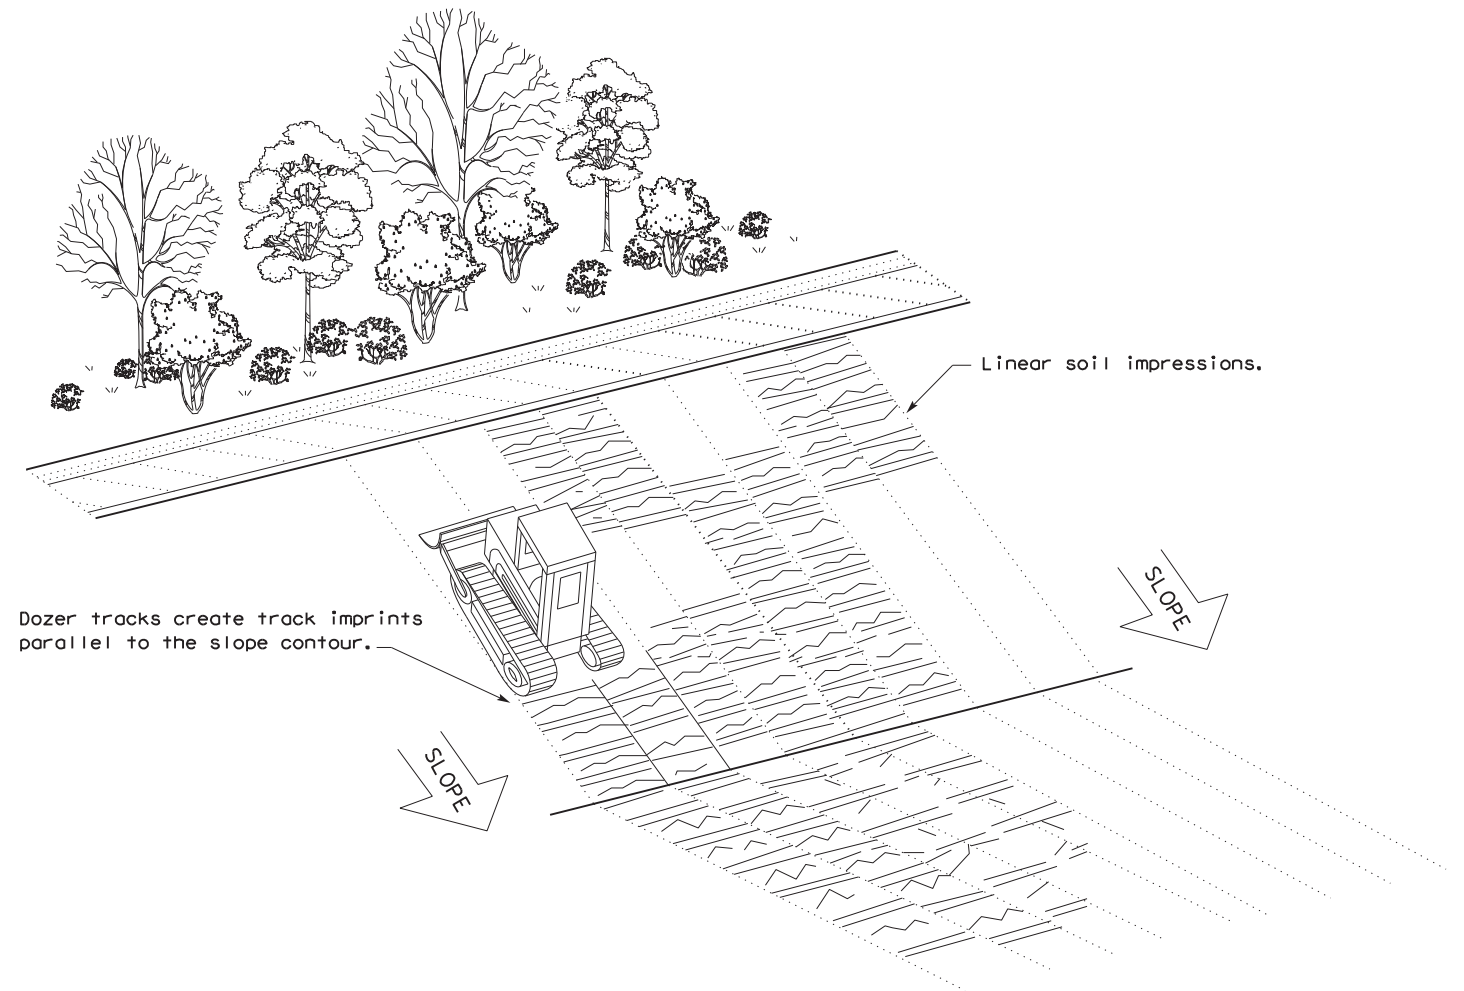 Linear soil impressions.
SLOPE
Dozer tracks create track imprints
parallel to the slope contour.
SLOPE